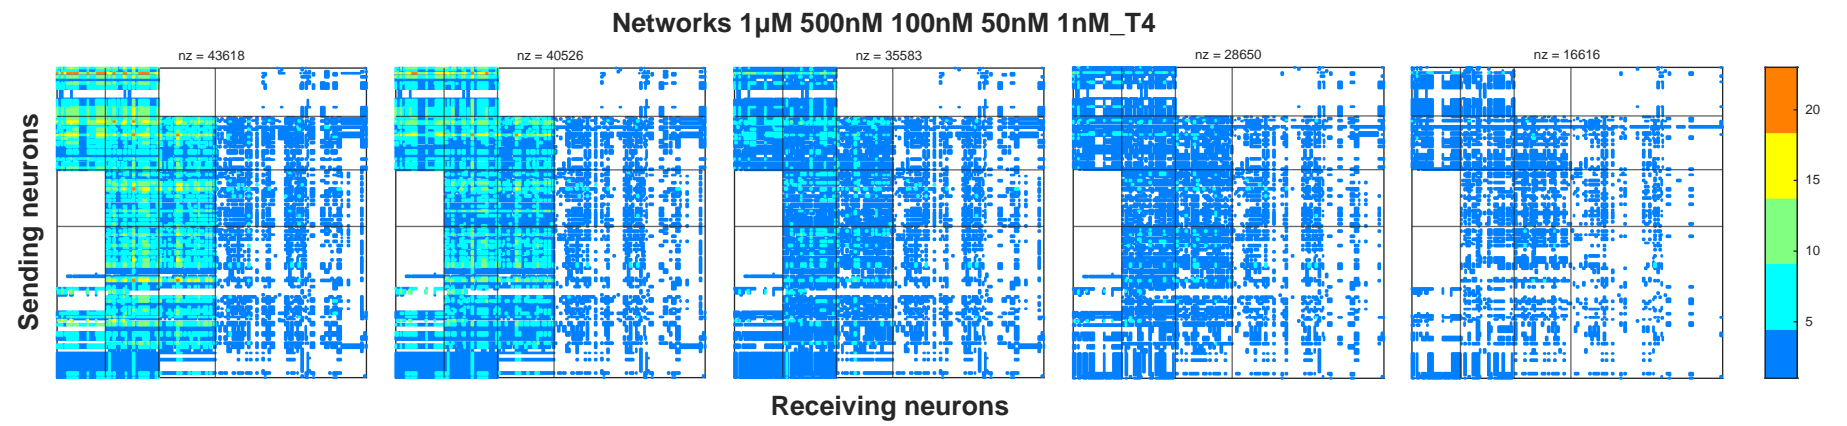 Networks 1µM 500nM 100nM 50nM 1nM_T4
nz = 43618
nz = 40526
nz = 35583
nz = 28650
nz = 16616
Sending neurons
20
15
10
5
Receiving neurons